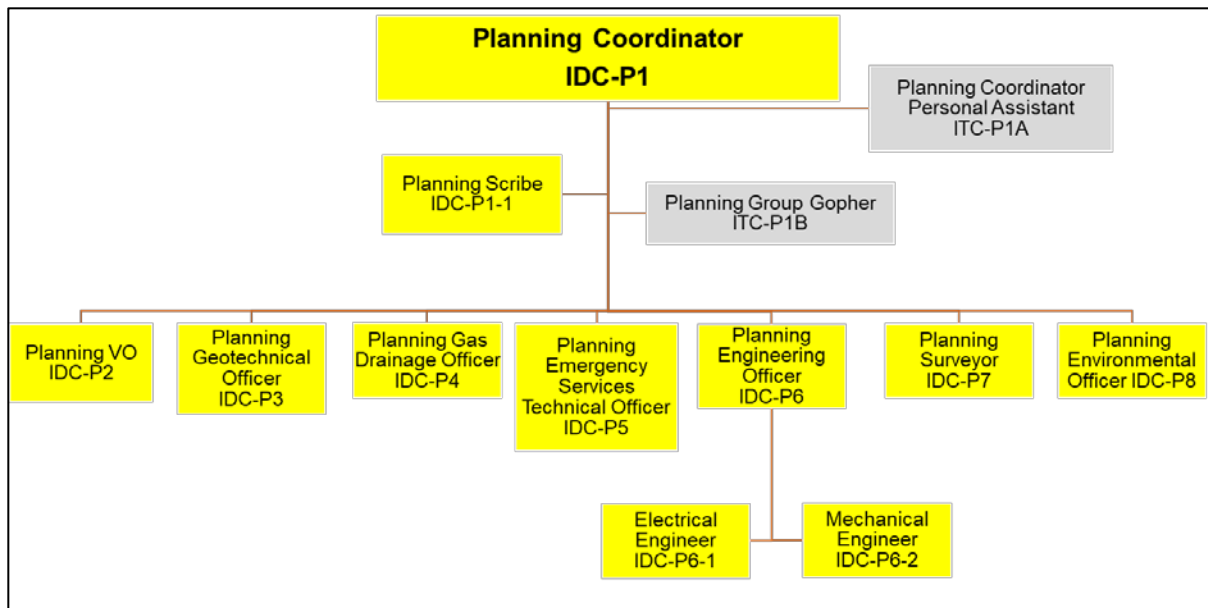 Planning Coordinator
IDC-P1
Planning Coordinator
Personal Assistant
ITC-P1A
Planning Scribe
IDC-P1-1
Planning Group Gopher
ITC-P1B
Planning VO
IDC-P2
Planning
Geotechnical
Officer
IDC-P3
Planning Gas
Drainage Officer
IDC-P4
Planning
Emergency
Services
Technical Officer
IDC-P5
Planning
Engineering
Officer
IDC-P6
Planning
Surveyor
IDC-P7
Planning
Environmental
Officer IDC-P8
Electrical
Engineer
IDC-P6-1
Mechanical
Engineer
IDC-P6-2